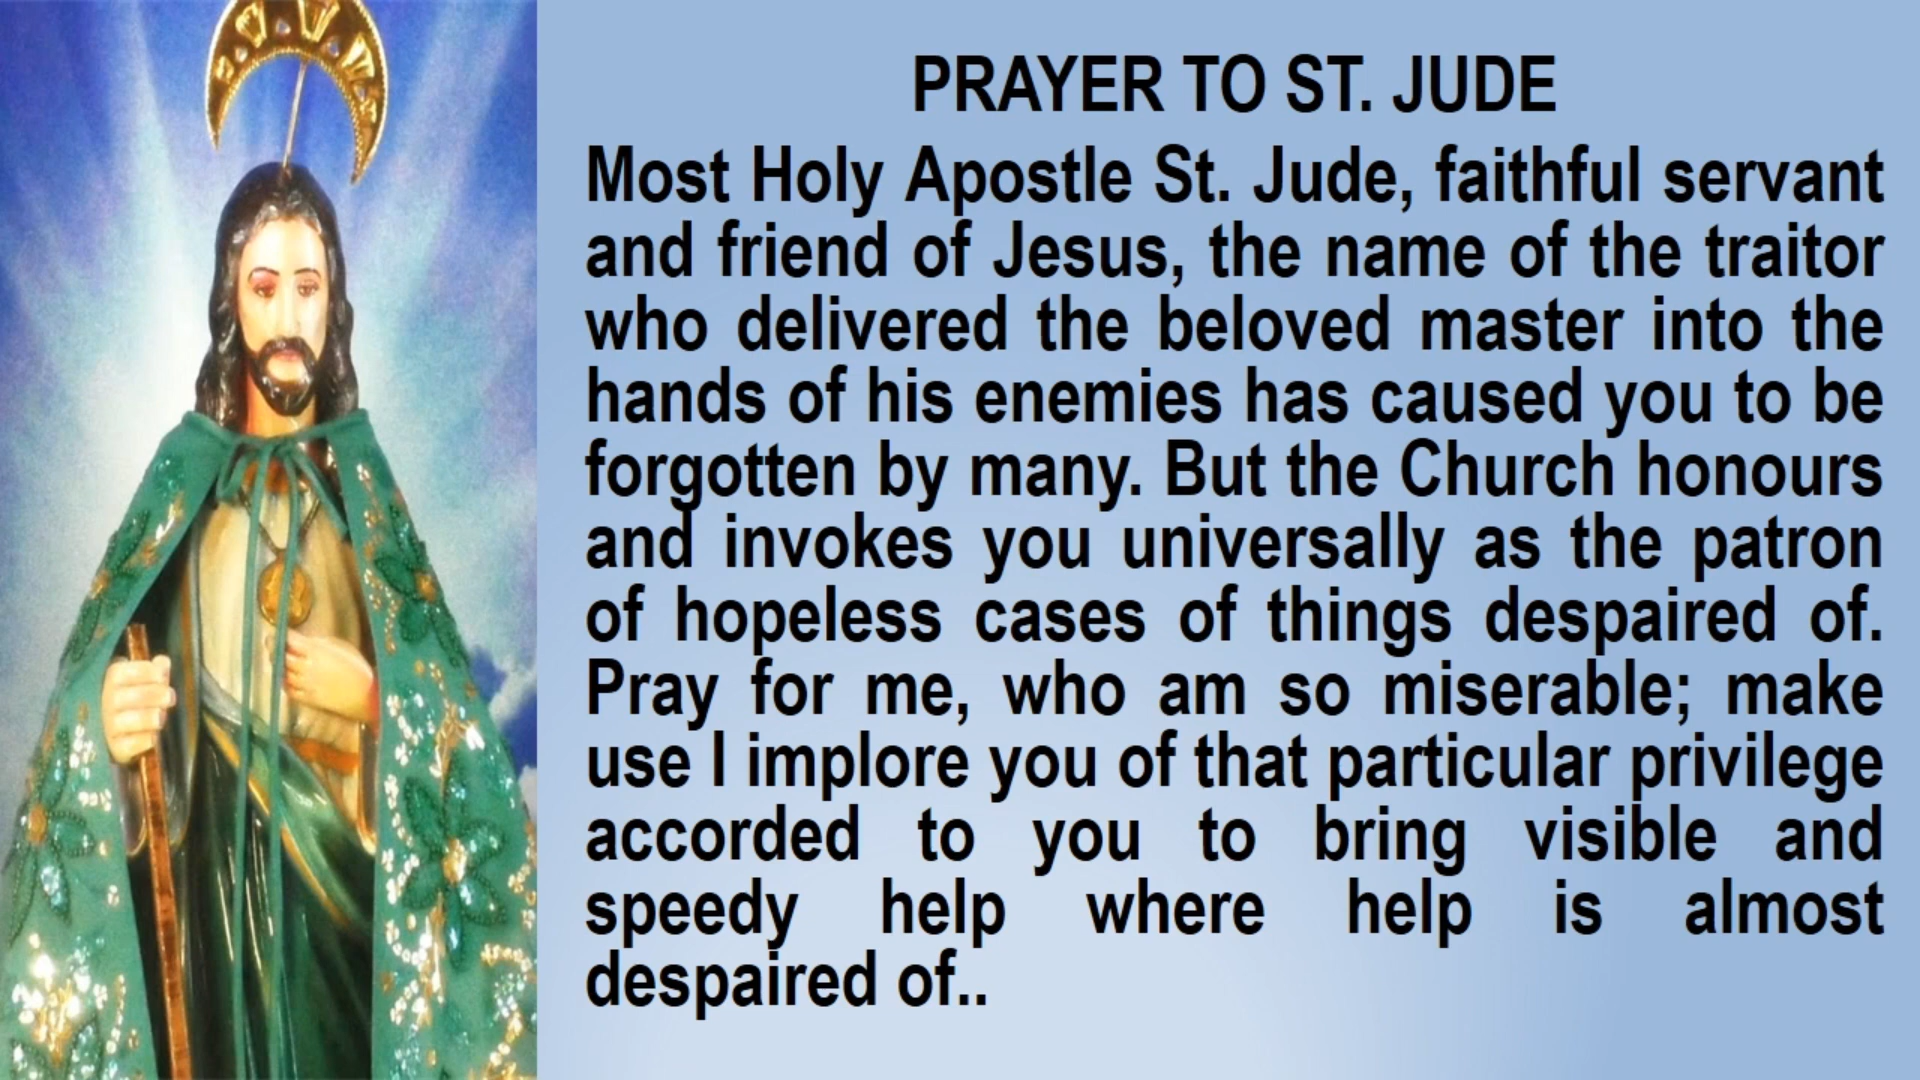 PRAYER TO ST. JUDE
Most Holy Apostle St. Jude, faithful servant
and friend of Jesus, the name of the traitor
who delivered the beloved master into the
hands of his enemies has caused you to be
forgotten by many. But the Church honours
and invokes you universally as the patron
of hopeless cases of things despaired of.
Pray for me, who am so miserable; make
use I implore you of that particular privilege
accorded to you to bring visible and
speedy help where help is almost
despaired of..